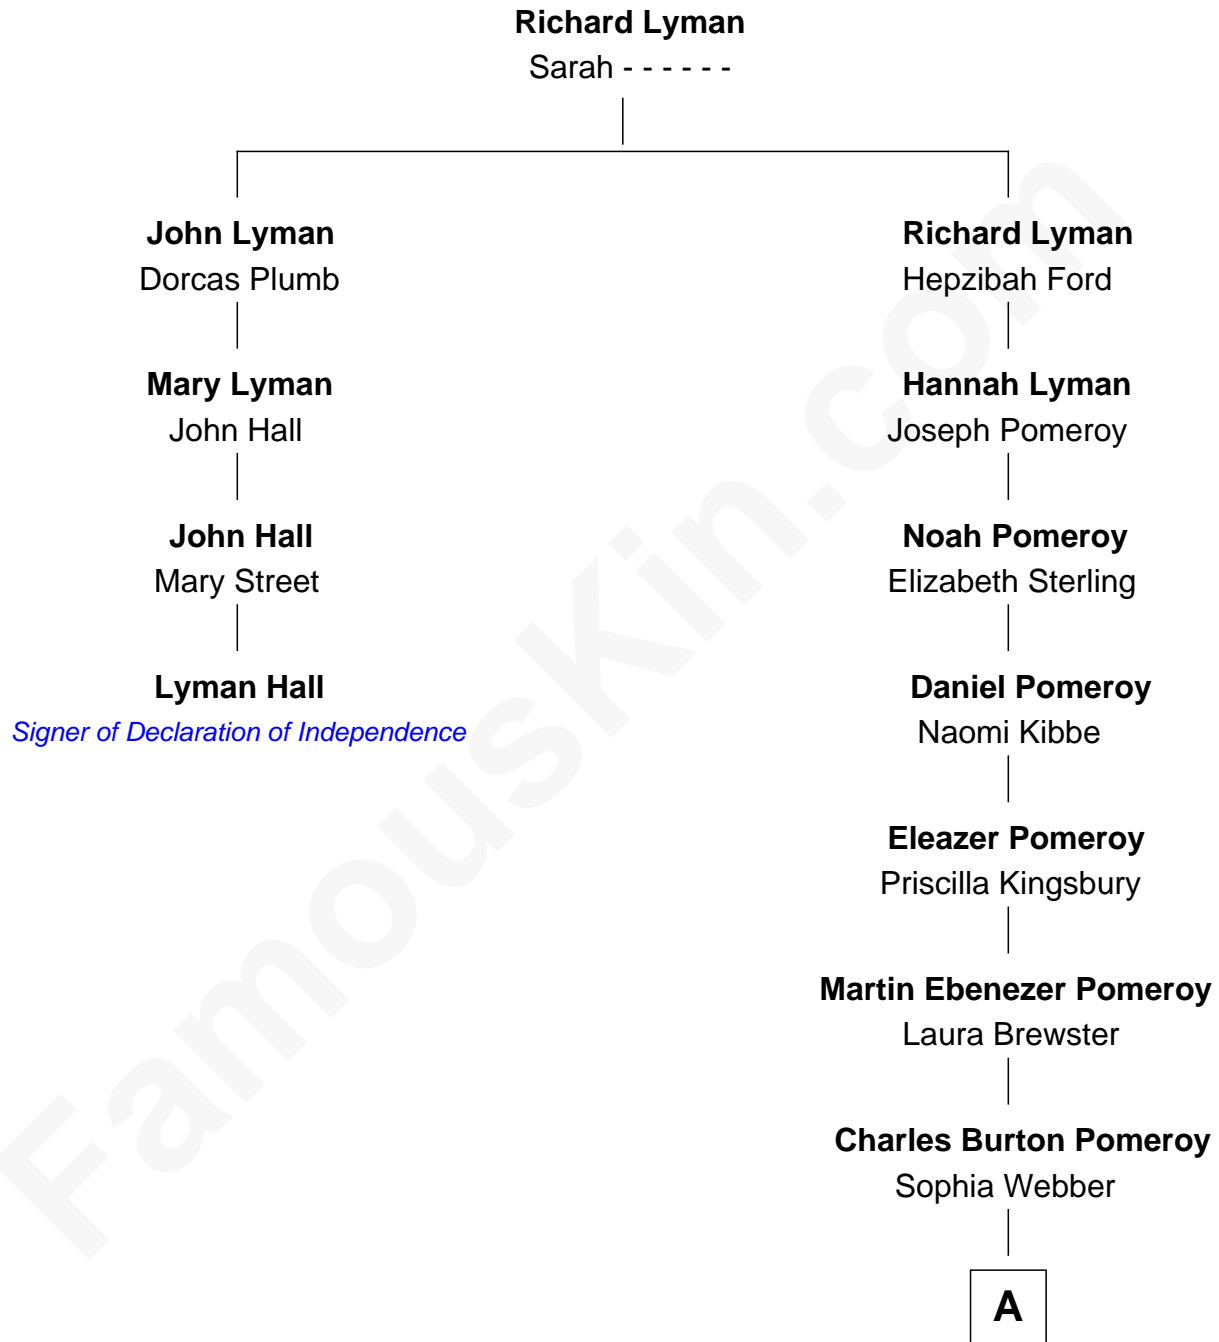 Richard Lyman
Sarah - - - - - -
John Lyman
Dorcas Plumb
Mary Lyman
John Hall
John Hall
Mary Street
Lyman Hall
Signer of Declaration of Independence
Richard Lyman
Hepzibah Ford
Hannah Lyman
Joseph Pomeroy
Noah Pomeroy
Elizabeth Sterling
Daniel Pomeroy
Naomi Kibbe
Eleazer Pomeroy
Priscilla Kingsbury
Martin Ebenezer Pomeroy
Laura Brewster
Charles Burton Pomeroy
Sophia Webber
A
FamousKin.com